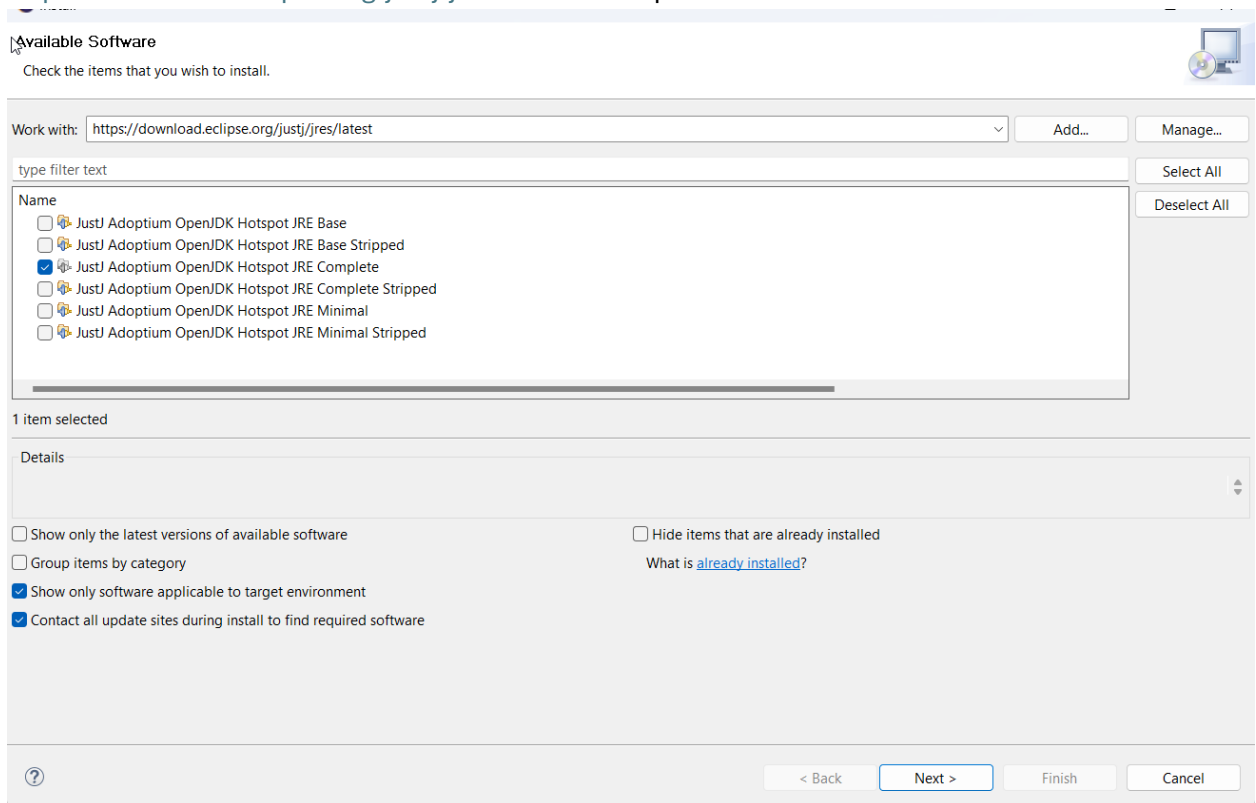 Available Software
Check the items that you wish to install.
Work with: https://download.eclipse.org/justj/jres/latest Add... Manage...
type filter text Select All
Name Deselect All
JustJ Adoptium OpenJDK Hotspot JRE Base
JustJ Adoptium OpenJDK Hotspot JRE Base Stripped
JustJ Adoptium OpenJDK Hotspot JRE Complete
JustJ Adoptium OpenJDK Hotspot JRE Complete Stripped
JustJ Adoptium OpenJDK Hotspot JRE Minimal
JustJ Adoptium OpenJDK Hotspot JRE Minimal Stripped
1 item selected
Details
Show only the latest versions of available software Hide items that are already installed
Group items by category What is already installed?
Show only software applicable to target environment
Contact all update sites during install to find required software
? < Back Next > Finish Cancel